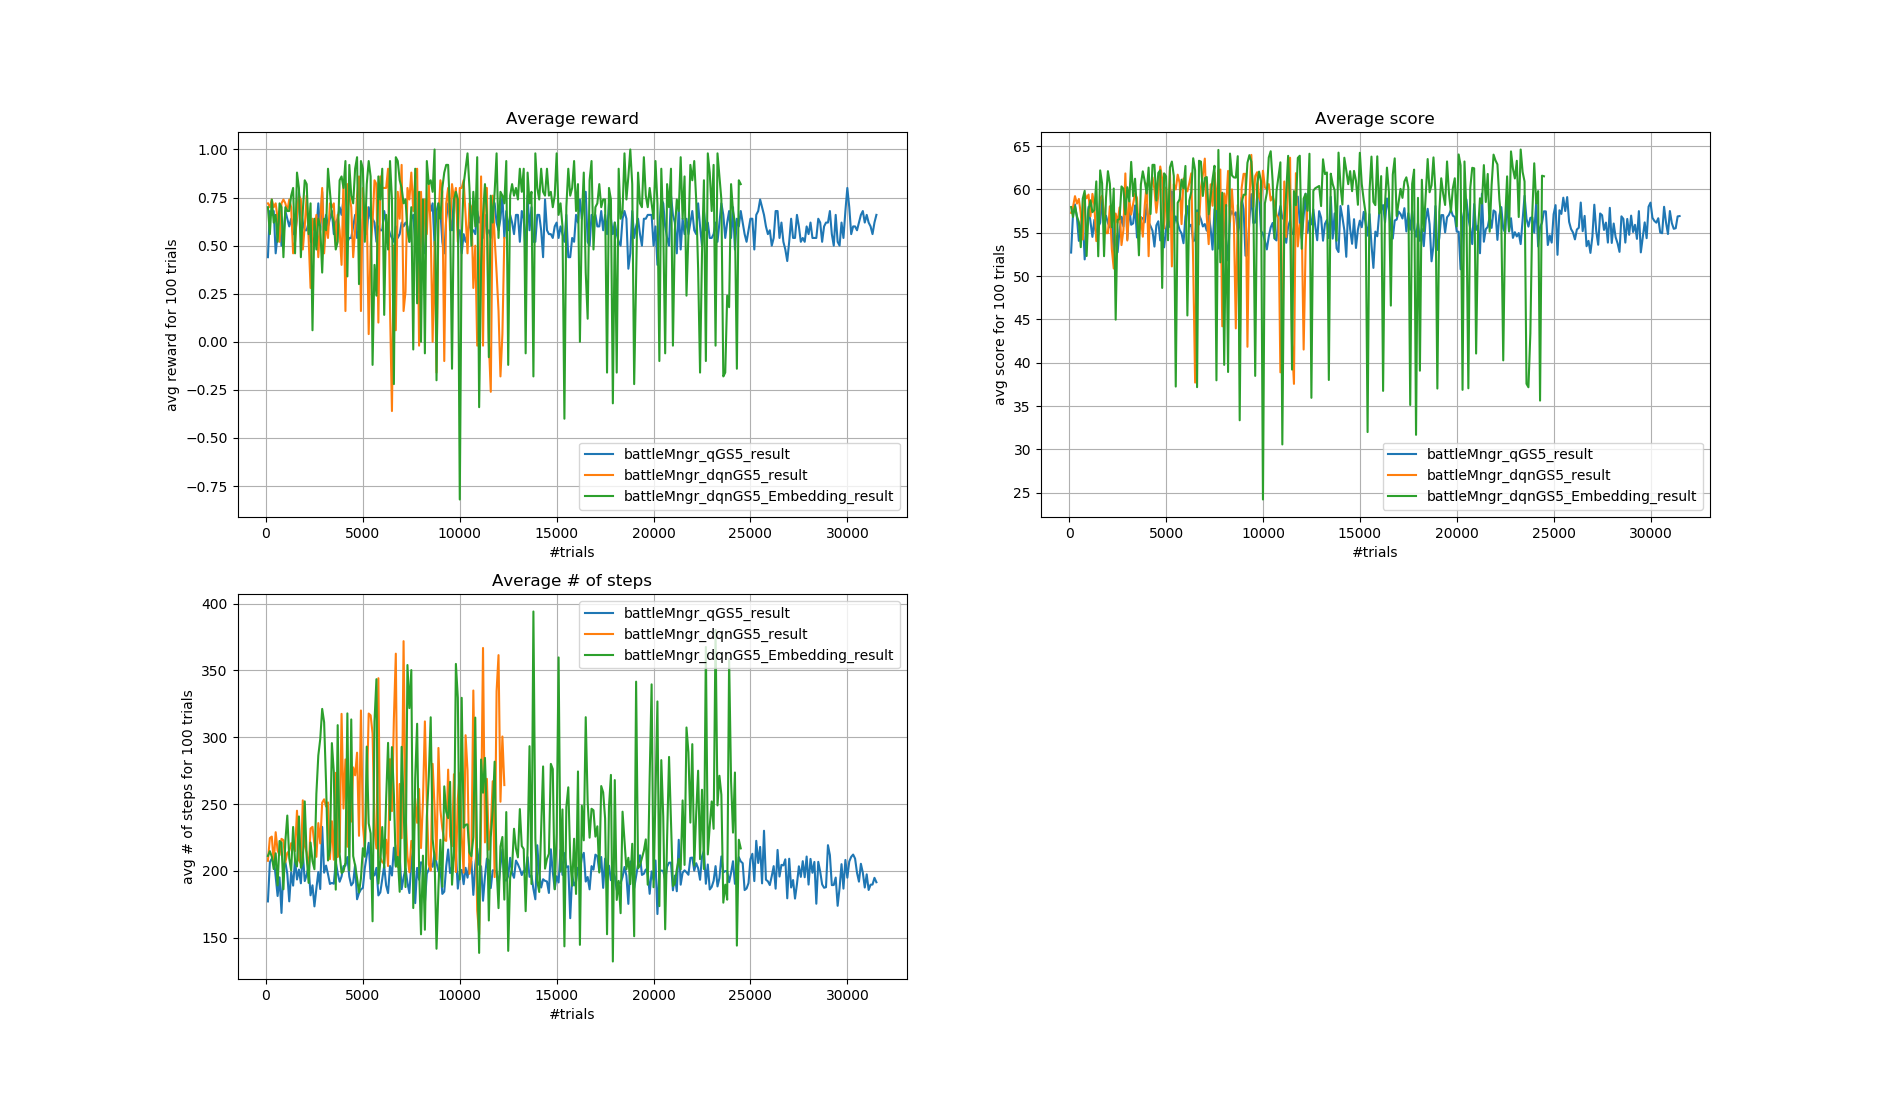 Average reward
avg reward for 100 trials
1.00
0.75
0.50
0.25
0.00
−0.25
−0.50
−0.75
battleMngr_qGS5_result
battleMngr_dqnGS5_result
battleMngr_dqnGS5_Embedding_result
0 5000 10000 15000 20000 25000 30000
#trials
Average score
avg score for 100 trials
65
60
55
50
45
40
35
30
25
battleMngr_qGS5_result
battleMngr_dqnGS5_result
battleMngr_dqnGS5_Embedding_result
0 5000 10000 15000 20000 25000 30000
#trials
Average # of steps
avg # of steps for 100 trials
400
350
300
250
200
150
battleMngr_qGS5_result
battleMngr_dqnGS5_result
battleMngr_dqnGS5_Embedding_result
0 5000 10000 15000 20000 25000 30000
#trials